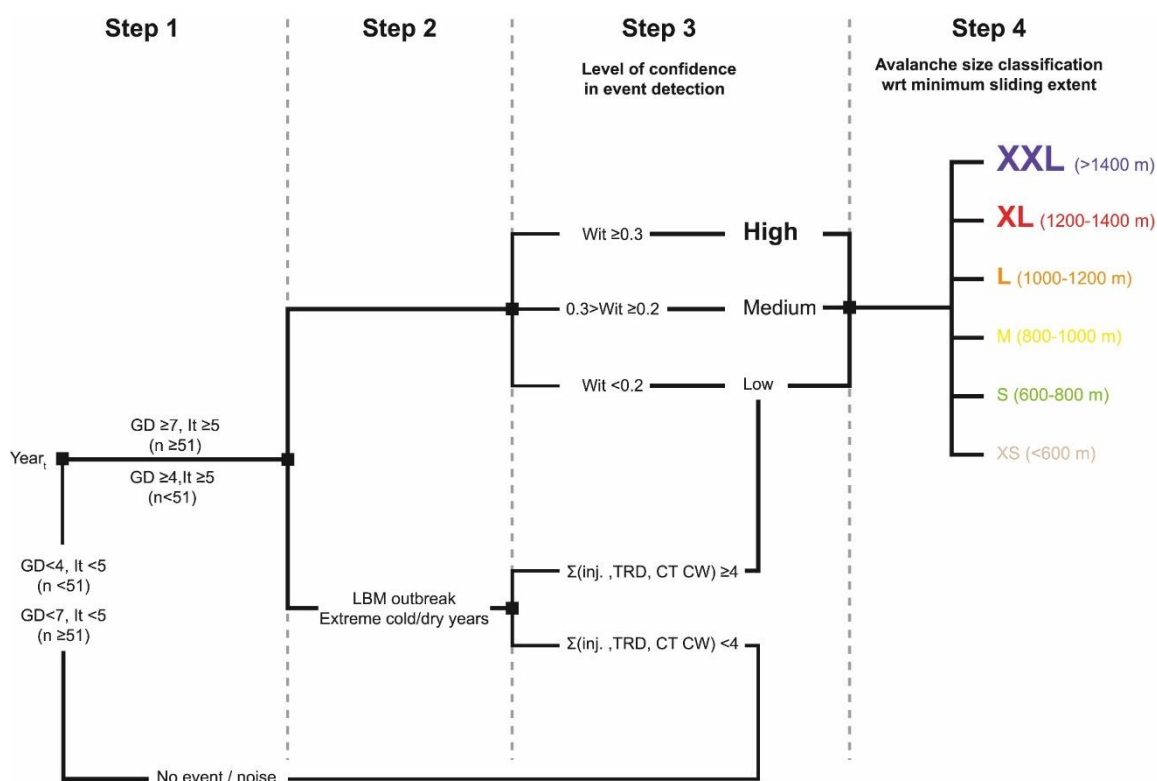 Step 1
Step 2
Step 3
Step 4
Level of confidence
in event detection
Avalanche size classification
wrt minimum sliding extent
XXL (>1400 m)
XL (1200-1400 m)
L (1000-1200 m)
M (800-1000 m)
S (600-800 m)
XS (<600 m)
Wit ≥0.3
High
0.3>Wit ≥0.2
Medium
Wit <0.2
Low
Year_t
GD ≥7, It ≥5
(n ≥51)
GD ≥4,It ≥5
(n<51)
GD<4, It <5
(n <51)
GD<7, It <5
(n ≥51)
LBM outbreak
Extreme cold/dry years
Σ(inj. ,TRD, CT CW) ≥4
Σ(inj. ,TRD, CT CW) <4
No event / noise